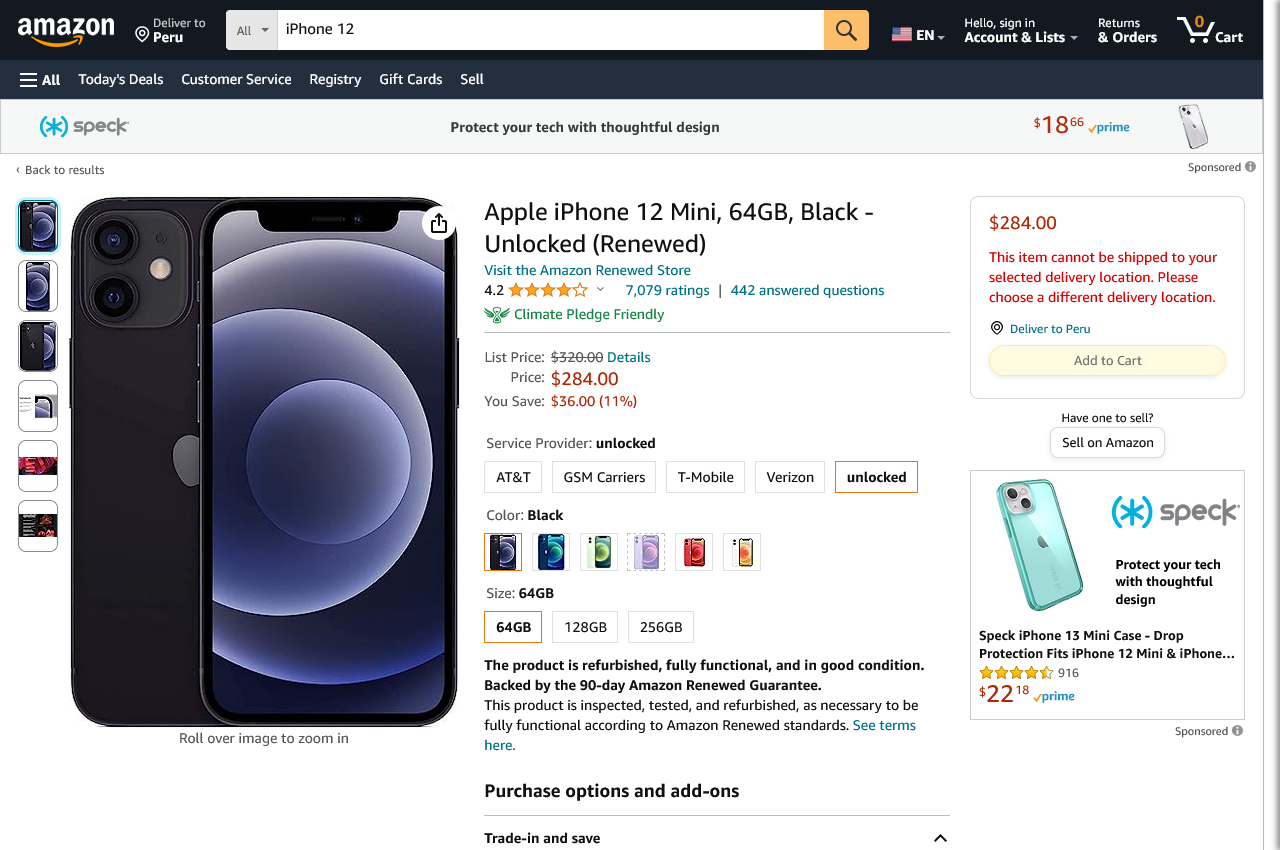 amazon
Deliver to
Peru
All
iPhone 12
EN
Hello, sign in
Account & Lists
Returns
& Orders
0
Cart
All
Today's Deals
Customer Service
Registry
Gift Cards
Sell
speck
Protect your tech with thoughtful design
$18 66
prime
‹ Back to results
Sponsored
Apple iPhone 12 Mini, 64GB, Black -
Unlocked (Renewed)
Visit the Amazon Renewed Store
4.2
7,079 ratings | 442 answered questions
Climate Pledge Friendly
List Price: $320.00 Details
Price: $284.00
You Save: $36.00 (11%)
Service Provider: unlocked
AT&T
GSM Carriers
T-Mobile
Verizon
unlocked
Color: Black
Size: 64GB
64GB
128GB
256GB
The product is refurbished, fully functional, and in good condition.
Backed by the 90-day Amazon Renewed Guarantee.
This product is inspected, tested, and refurbished, as necessary to be
fully functional according to Amazon Renewed standards. See terms
here.
Purchase options and add-ons
Trade-in and save
Roll over image to zoom in
$284.00
This item cannot be shipped to your
selected delivery location. Please
choose a different delivery location.
Deliver to Peru
Add to Cart
Have one to sell?
Sell on Amazon
speck
Protect your tech
with thoughtful
design
Speck iPhone 13 Mini Case - Drop
Protection Fits iPhone 12 Mini & iPhone...
916
$22 18
prime
Sponsored